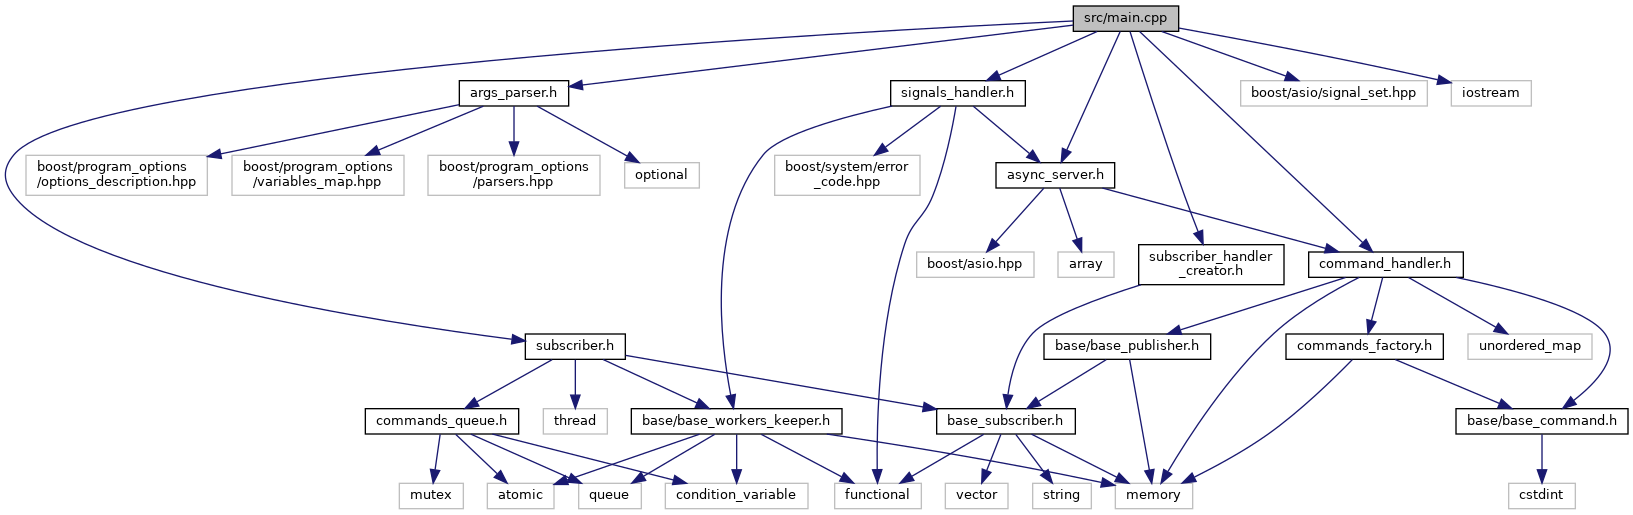 src/main.cpp
args_parser.h
signals_handler.h
boost/asio/signal_set.hpp
iostream
boost/program_options
/options_description.hpp
boost/program_options
/variables_map.hpp
boost/program_options
/parsers.hpp
optional
boost/system/error
_code.hpp
async_server.h
boost/asio.hpp
array
subscriber_handler
_creator.h
command_handler.h
subscriber.h
base/base_publisher.h
commands_factory.h
unordered_map
commands_queue.h
thread
base/base_workers_keeper.h
base_subscriber.h
base/base_command.h
mutex
atomic
queue
condition_variable
functional
vector
string
memory
cstdint